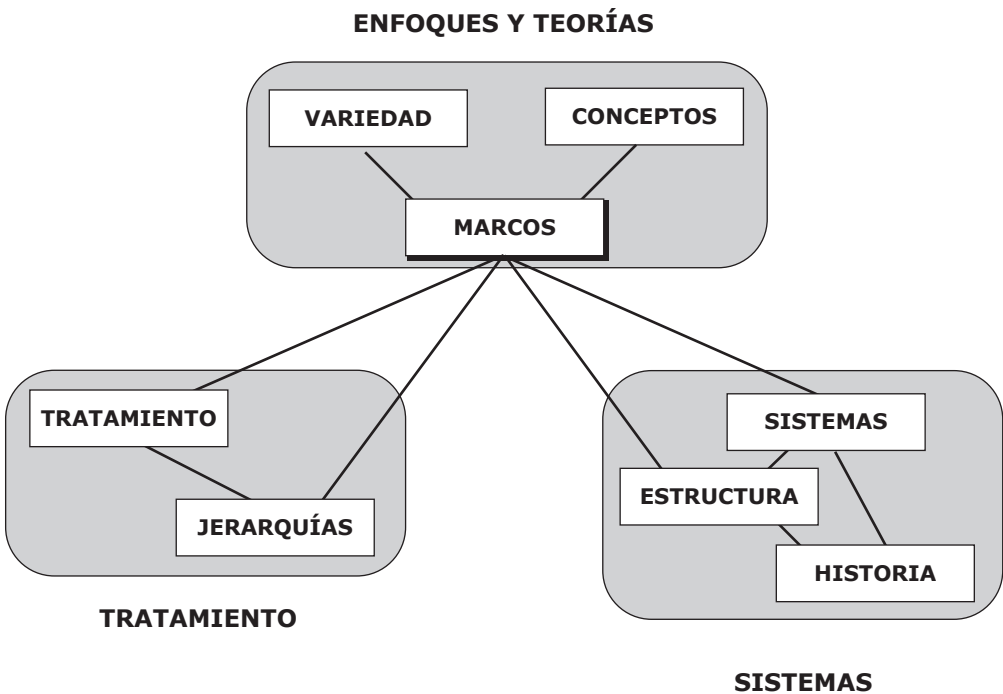 ENFOQUES Y TEORÍAS
VARIEDAD
CONCEPTOS
MARCOS
TRATAMIENTO
JERARQUÍAS
TRATAMIENTO
SISTEMAS
ESTRUCTURA
HISTORIA
SISTEMAS